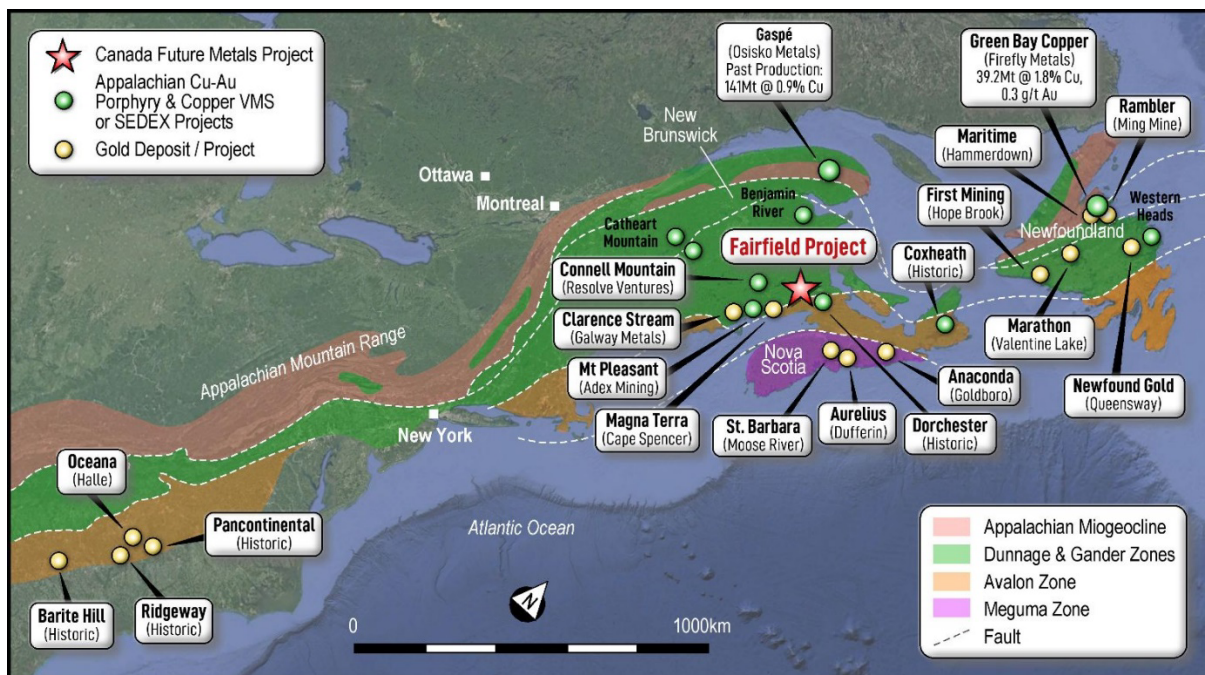 Canada Future Metals Project
Appalachian Cu-Au
Porphyry & Copper VMS
or SEDEX Projects
Gold Deposit / Project
Gaspé
(Osisko Metals)
Past Production:
141Mt @ 0.9% Cu
Green Bay Copper
(Firefly Metals)
39.2Mt @ 1.8% Cu,
0.3 g/t Au
Rambler
(Ming Mine)
Maritime
(Hammerdown)
First Mining
(Hope Brook)
Western
Heads
Newfoundland
New
Brunswick
Ottawa
Montreal
Benjamin
River
Catheart
Mountain
Fairfield Project
Coxheath
(Historic)
Connell Mountain
(Resolve Ventures)
Clarence Stream
(Galway Metals)
Mt Pleasant
(Adex Mining)
Magna Terra
(Cape Spencer)
Nova
Scotia
St. Barbara
(Moose River)
Aurelius
(Dufferin)
Dorchester
(Historic)
Anaconda
(Goldboro)
Marathon
(Valentine Lake)
Newfound Gold
(Queensway)
Appalachian Mountain Range
New York
Oceana
(Halle)
Pancontinental
(Historic)
Barite Hill
(Historic)
Ridgeway
(Historic)
Atlantic Ocean
N
0
1000km
Appalachian Miogeocline
Dunnage & Gander Zones
Avalon Zone
Meguma Zone
Fault